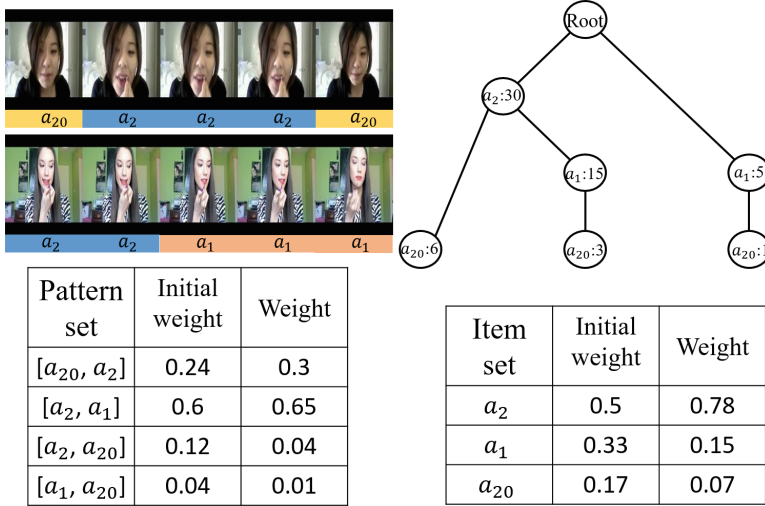 a₂₀ a₂ a₂ a₂ a₂₀
a₂ a₂ a₁ a₁ a₁
Root
a₂:30
a₁:15
a₁:5
a₂₀:6
a₂₀:3
a₂₀:1
Pattern set Initial weight Weight
[a₂₀, a₂] 0.24 0.3
[a₂, a₁] 0.6 0.65
[a₂, a₂₀] 0.12 0.04
[a₁, a₂₀] 0.04 0.01
Item set Initial weight Weight
a₂ 0.5 0.78
a₁ 0.33 0.15
a₂₀ 0.17 0.07